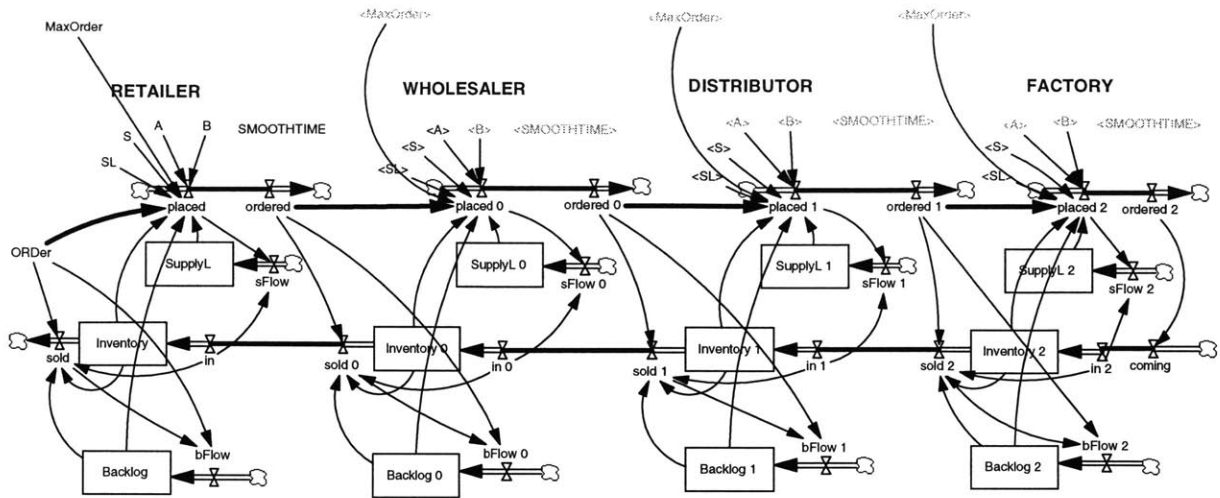 MaxOrder
<MaxOrder>
<MaxOrder>
<MaxOrder>
RETAILER
WHOLESALER
DISTRIBUTOR
FACTORY
A
B
SMOOTHTIME
S
SL
<A>
<B>
<SMOOTHTIME>
<S>
<SL>
<A>
<B>
<SMOOTHTIME>
<S>
<SL>
<A>
<B>
<SMOOTHTIME>
<S>
<SL>
placed
ordered
placed 0
ordered 0
placed 1
ordered 1
placed 2
ordered 2
ORDer
SupplyL
sFlow
SupplyL 0
sFlow 0
SupplyL 1
sFlow 1
SupplyL 2
sFlow 2
sold
Inventory
in
sold 0
Inventory 0
in 0
sold 1
Inventory 1
in 1
sold 2
Inventory 2
in 2
coming
Backlog
bFlow
Backlog 0
bFlow 0
Backlog 1
bFlow 1
Backlog 2
bFlow 2